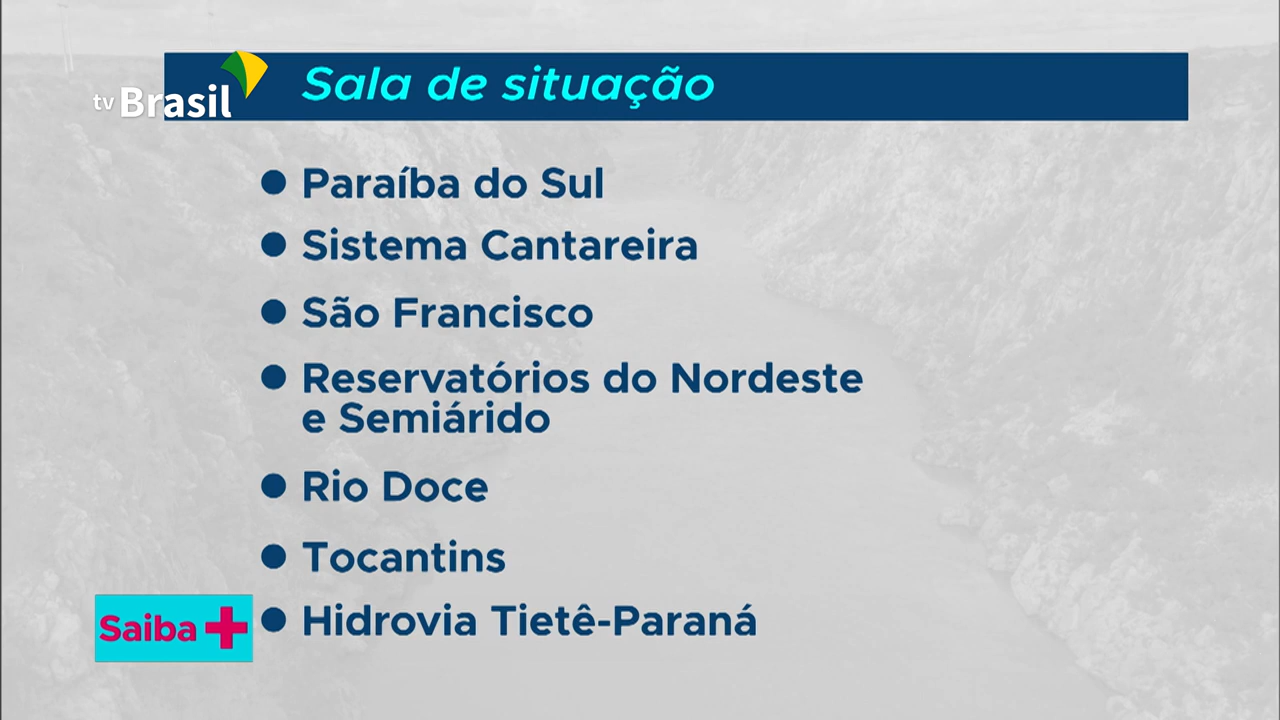 tv Brasil
Sala de situação
Paraíba do Sul
Sistema Cantareira
São Francisco
Reservatórios do Nordeste
e Semiárido
Rio Doce
Tocantins
Hidrovia Tietê-Paraná
Saiba +